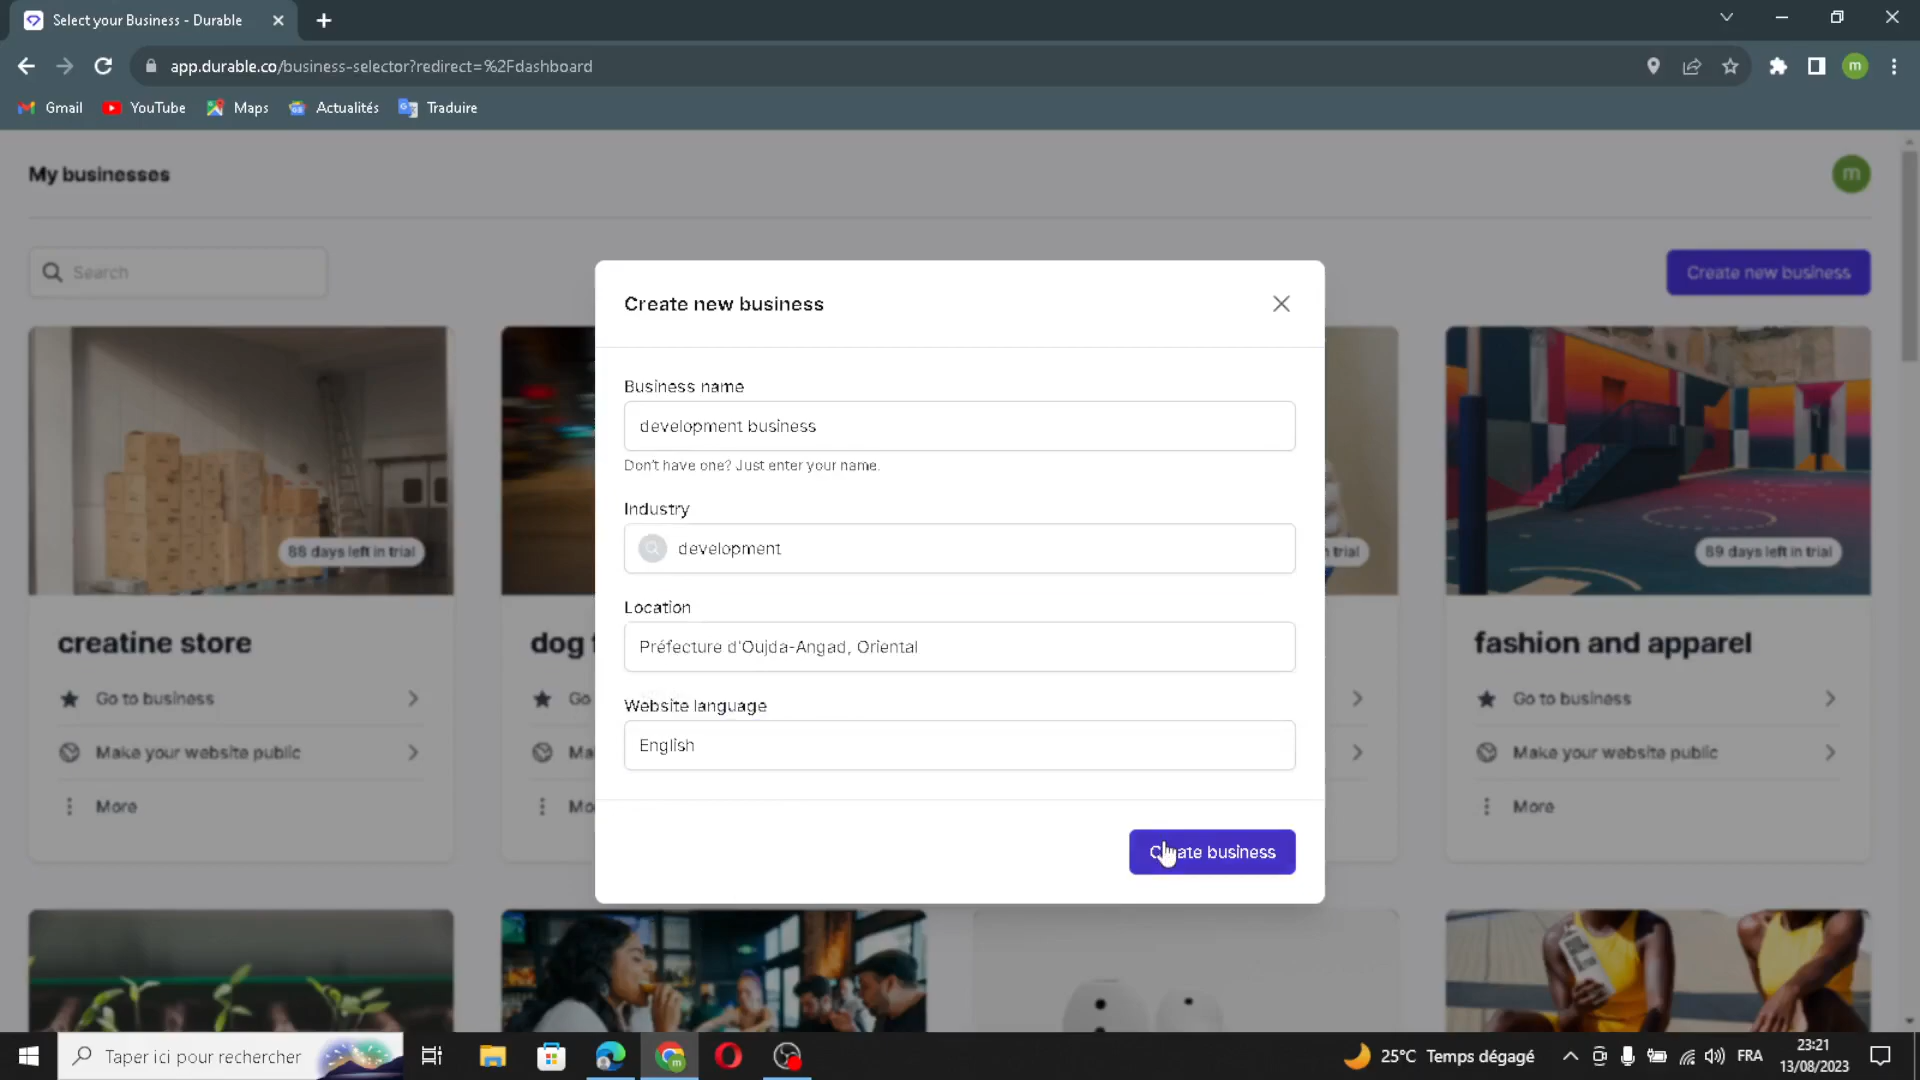 Select your Business - Durable
app.durable.co/business-selector?redirect=%2Fdashboard
m
Gmail
YouTube
Maps
Actualités
Traduire
My businesses
m
Search
Create new business
Create new business
Business name
development business
Don't have one? Just enter your name.
Industry
development
Location
Préfecture d'Oujda-Angad, Oriental
Website language
English
Create business
88 days left in trial
trial
89 days left in trial
creatine store
dog
fashion and apparel
Go to business
Go
Go to business
Make your website public
Make your website public
More
More
Taper ici pour rechercher
25°C Temps dégagé
FRA
23:21
13/08/2023